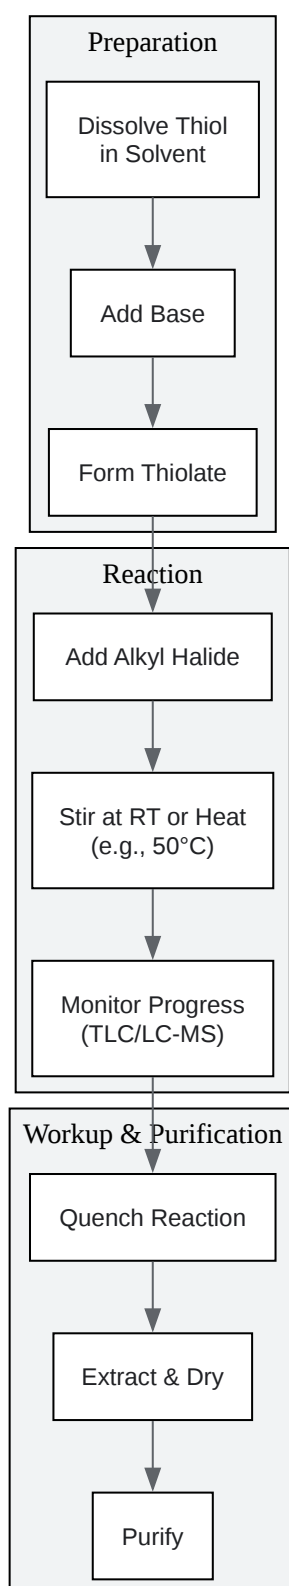 Preparation
Dissolve Thiol
in Solvent
Add Base
Form Thiolate
Reaction
Add Alkyl Halide
Stir at RT or Heat
(e.g., 50°C)
Monitor Progress
(TLC/LC-MS)
Workup & Purification
Quench Reaction
Extract & Dry
Purify